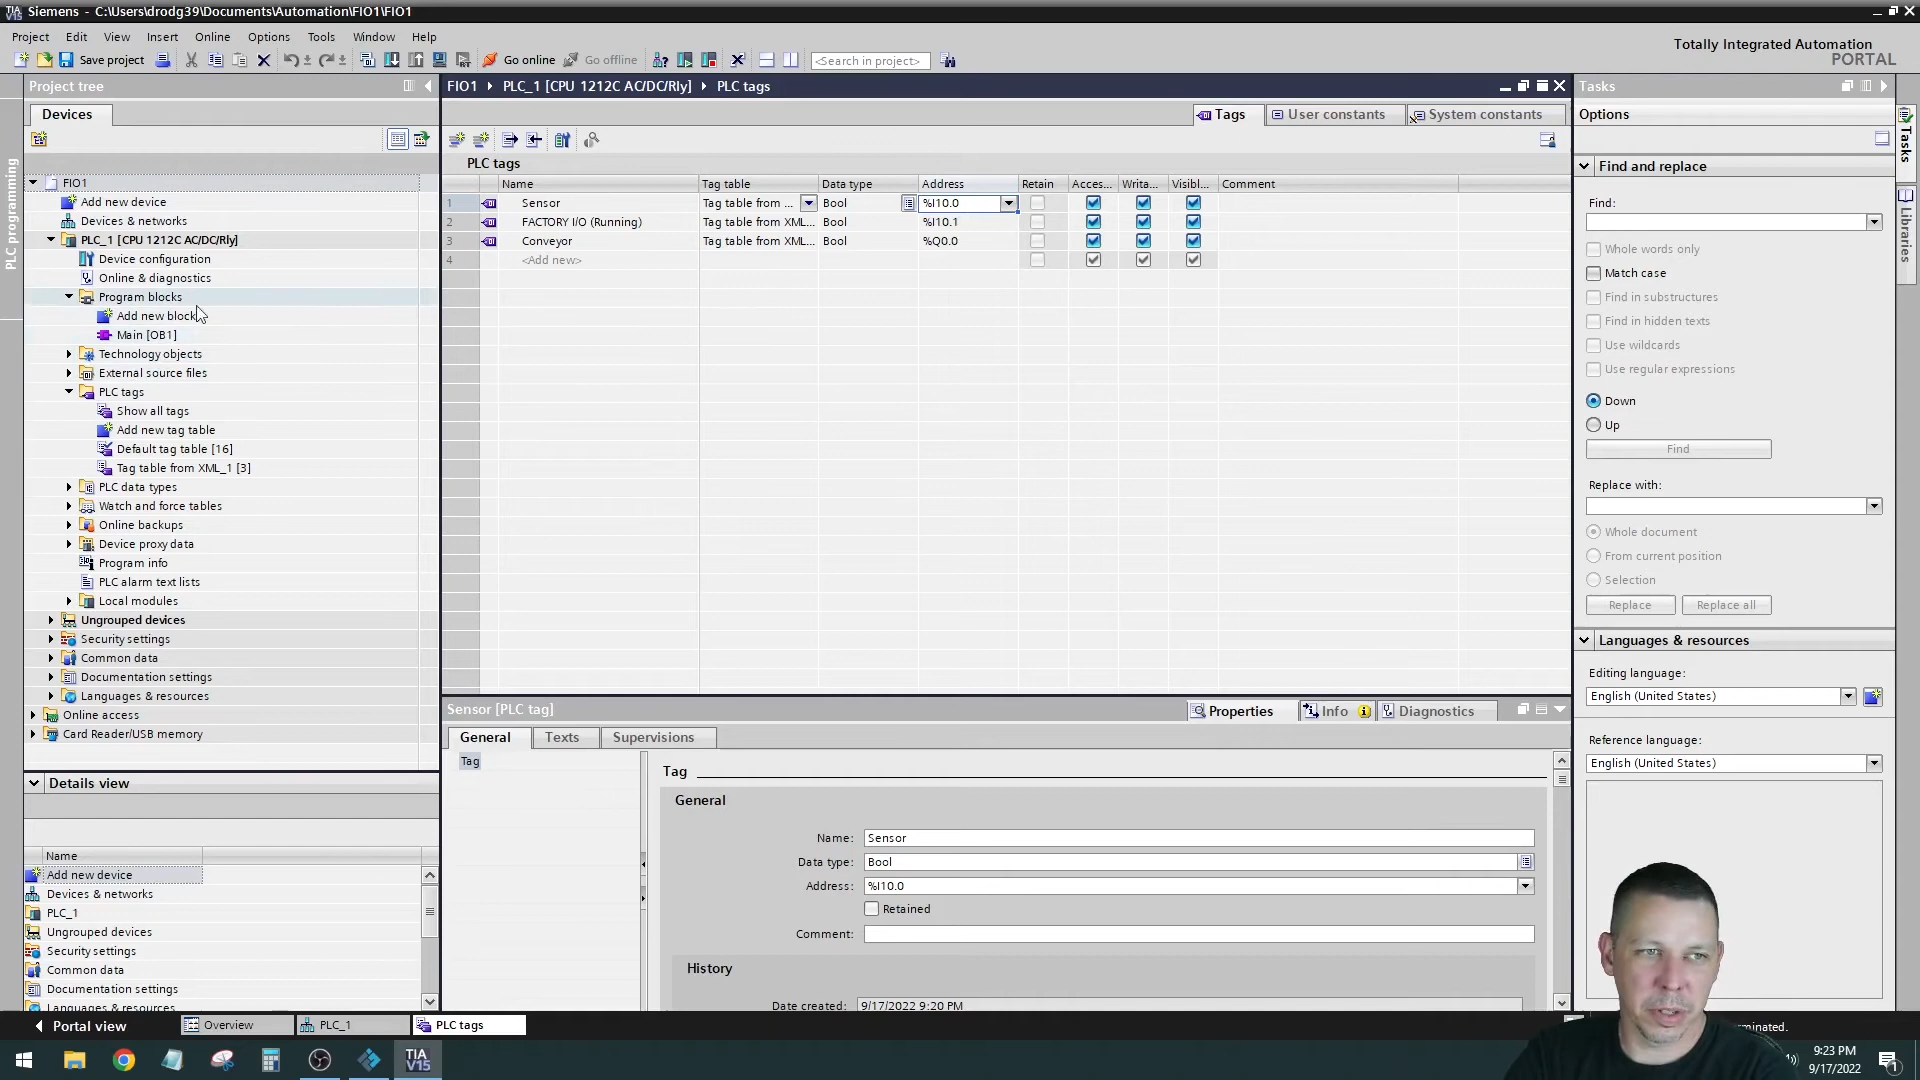 Siemens - C:\Users\drodg39\Documents\Automation\FIO1\FIO1
Project Edit View Insert Online Options Tools Window Help
Totally Integrated Automation
PORTAL
Save project
Go online
Go offline
<Search in project>
Project tree
Devices
PLC programming
FIO1
Add new device
Devices & networks
PLC_1 [CPU 1212C AC/DC/Rly]
Device configuration
Online & diagnostics
Program blocks
Add new block
Main [OB1]
Technology objects
External source files
PLC tags
Show all tags
Add new tag table
Default tag table [16]
Tag table from XML_1 [3]
PLC data types
Watch and force tables
Online backups
Device proxy data
Program info
PLC alarm text lists
Local modules
Ungrouped devices
Security settings
Common data
Documentation settings
Languages & resources
Online access
Card Reader/USB memory
Details view
Name
Add new device
Devices & networks
PLC_1
Ungrouped devices
Security settings
Common data
Documentation settings
Languages & resources
FIO1 PLC_1 [CPU 1212C AC/DC/Rly] PLC tags
Tags User constants System constants
PLC tags
Name Tag table Data type Address Retain Acces... Writa... Visibl... Comment
1 Sensor Tag table from ... Bool %I10.0
2 FACTORY I/O (Running) Tag table from XML... Bool %I10.1
3 Conveyor Tag table from XML... Bool %Q0.0
4 <Add new>
Sensor [PLC tag]
Properties Info Diagnostics
General Texts Supervisions
Tag
Tag
General
Name: Sensor
Data type: Bool
Address: %I10.0
Retained
Comment:
History
Date created: 9/17/2022 9:20 PM
Tasks
Options
Find and replace
Find:
Whole words only
Match case
Find in substructures
Find in hidden texts
Use wildcards
Use regular expressions
Down
Up
Find
Replace with:
Whole document
From current position
Selection
Replace Replace all
Languages & resources
Editing language:
English (United States)
Reference language:
English (United States)
Tasks
Libraries
Portal view Overview PLC_1 PLC tags
TIA
V15
9:23 PM
9/17/2022